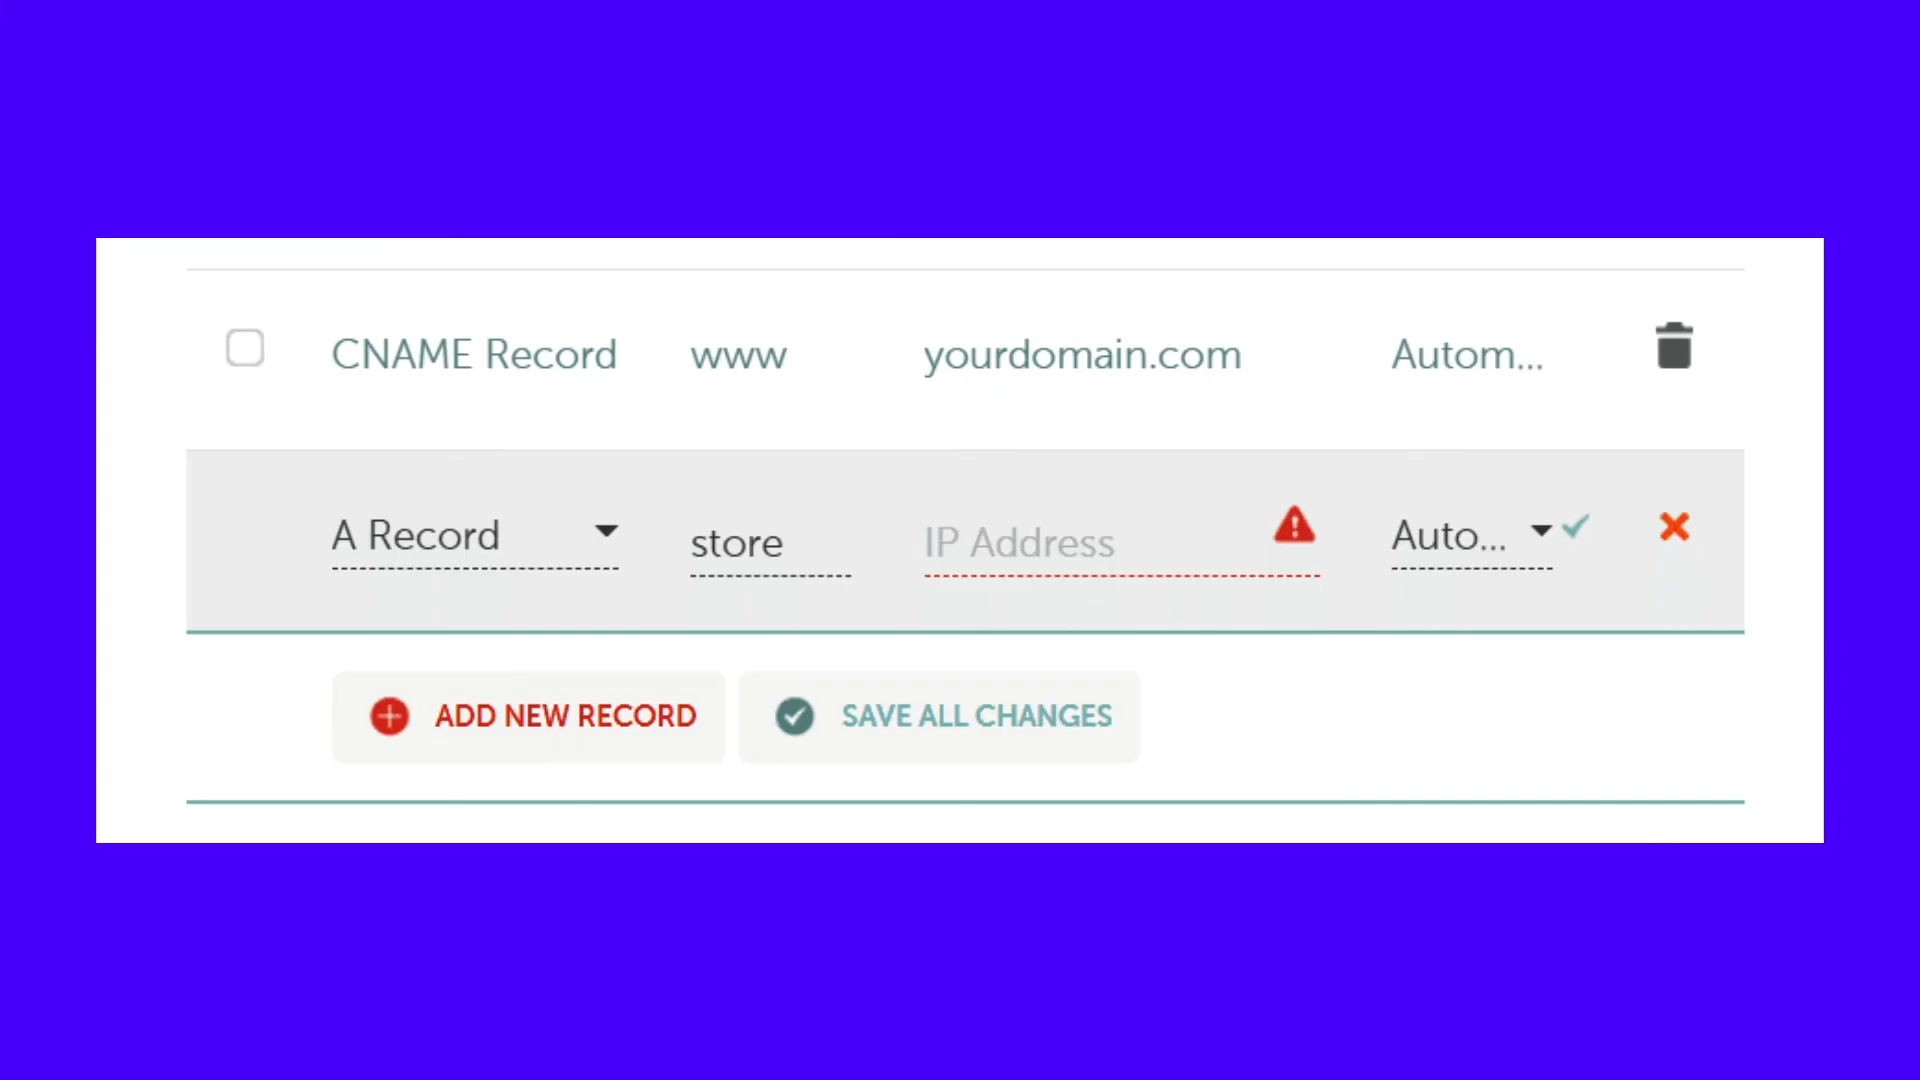 CNAME Record www yourdomain.com Autom...
A Record store IP Address Auto...
ADD NEW RECORD SAVE ALL CHANGES